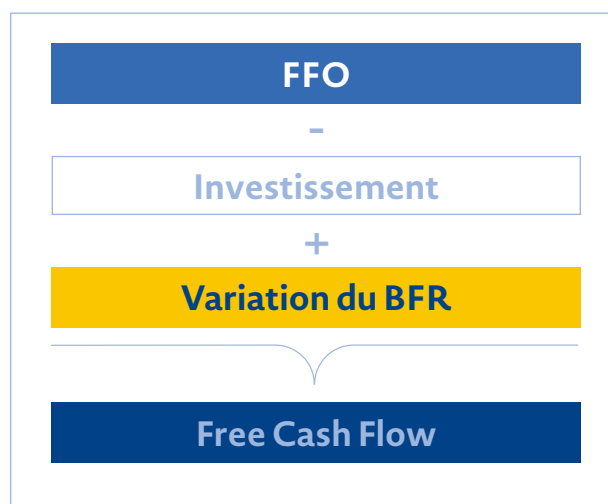 FFO
-
Investissement
+
Variation du BFR
Free Cash Flow